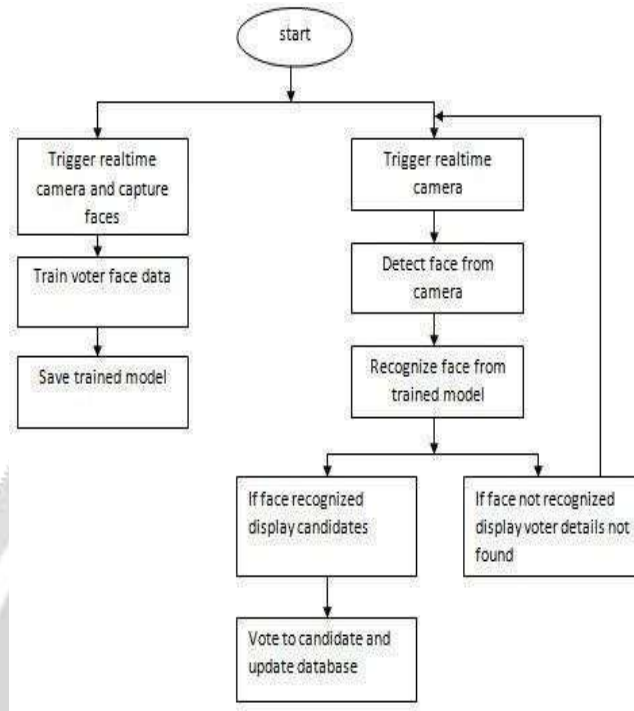 start
Trigger realtime
camera and capture
faces
Train voter face data
Save trained model
Trigger realtime
camera
Detect face from
camera
Recognize face from
trained model
If face recognized
display candidates
If face not recognized
display voter details not
found
Vote to candidate and
update database